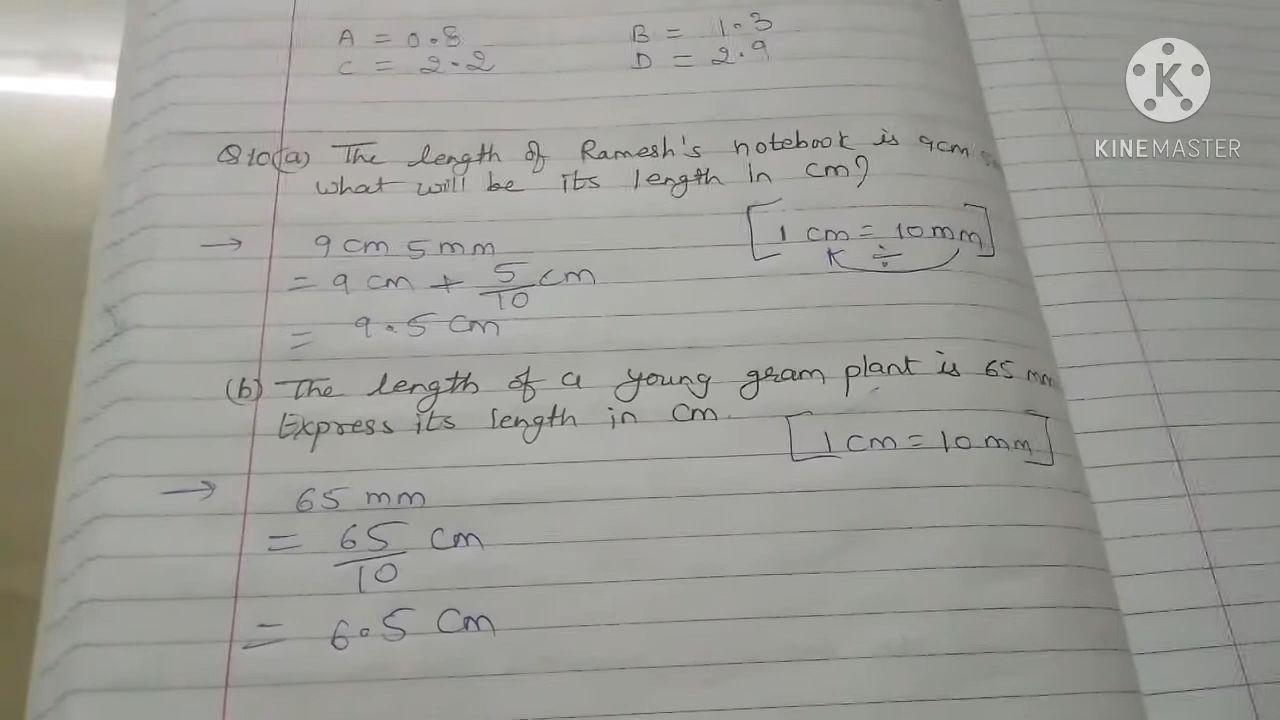 A = 0.8 B = 1.3
C = 2.2 D = 2.9
K
KINEMASTER
Q10(a) The length of Ramesh's notebook is 9cm
what will be its length in cm?
→ 9 cm 5 mm [1 cm = 10 mm]
= 9 cm + 5/10 cm ÷
= 9.5 cm
(b) The length of a young gram plant is 65 mm
Express its length in cm.
[1 cm = 10 mm]
→ 65 mm
= 65/10 cm
= 6.5 cm